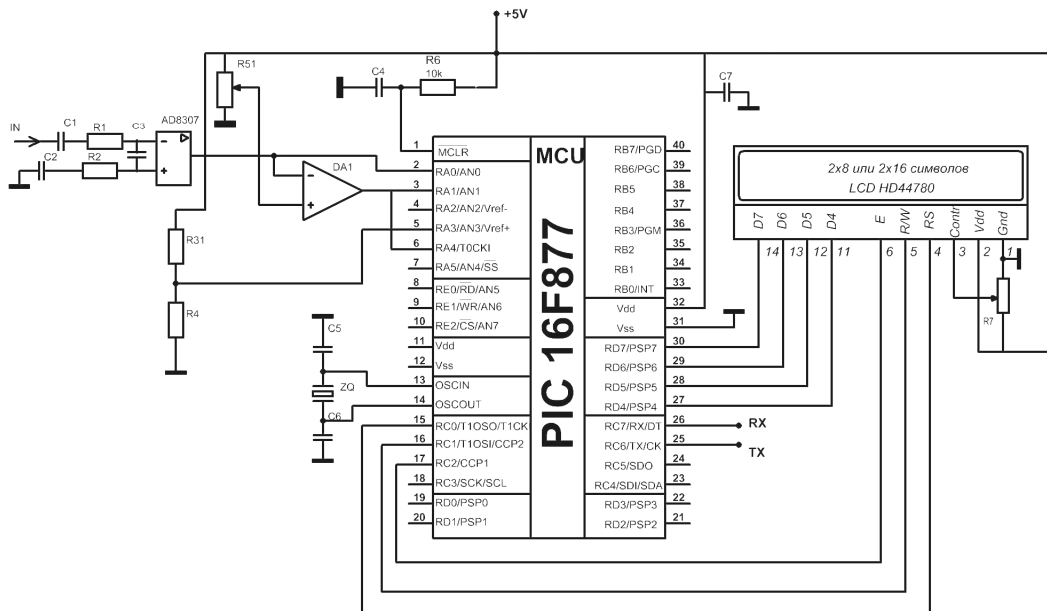 +5V
R51
C4
R6
10k
C7
AD8307
IN
C1
R1
C3
C2
R2
DA1
R31
R4
C5
ZQ
C6
MCU
PIC 16F877
1 MCLR
2 RA0/AN0
3 RA1/AN1
4 RA2/AN2/Vref-
5 RA3/AN3/Vref+
6 RA4/T0CKI
7 RA5/AN4/SS
8 RE0/RD/AN5
9 RE1/WR/AN6
10 RE2/CS/AN7
11 Vdd
12 Vss
13 OSCIN
14 OSCOUT
15 RC0/T1OSO/T1CK
16 RC1/T1OSI/CCP2
17 RC2/CCP1
18 RC3/SCK/SCL
19 RD0/PSP0
20 RD1/PSP1
RB7/PGD 40
RB6/PGC 39
RB5 38
RB4 37
RB3/PGM 36
RB2 35
RB1 34
RB0/INT 33
Vdd 32
Vss 31
RD7/PSP7 30
RD6/PSP6 29
RD5/PSP5 28
RD4/PSP4 27
RC7/RX/DT 26
RC6/TX/CK 25
RC5/SDO 24
RC4/SDI/SDA 23
RD3/PSP3 22
RD2/PSP2 21
RX
TX
2x8 или 2x16 символов
LCD HD44780
D7 D6 D5 D4 E R/W RS Contr Vdd Gnd
14 13 12 11 6 5 4 3 2 1
R7